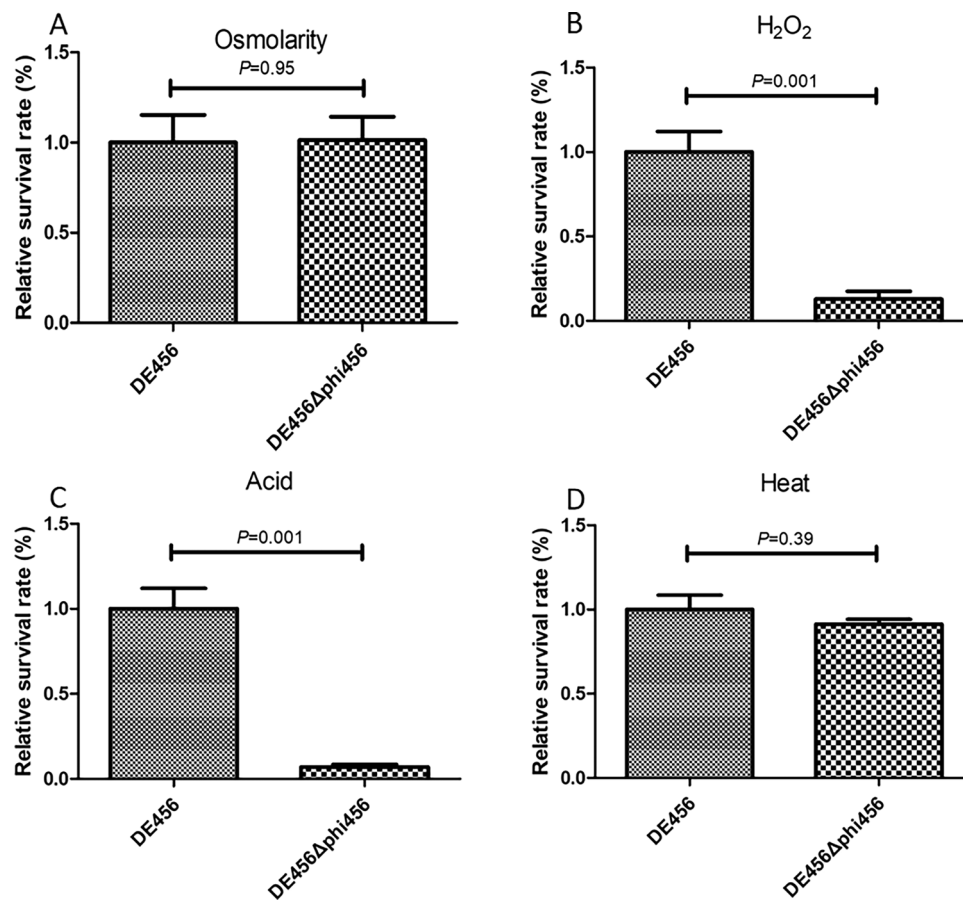 A
Osmolarity
P=0.95
Relative survival rate (%)
1.5
1.0
0.5
0.0
DE456
DE456Δphi456
B
H₂O₂
P=0.001
Relative survival rate (%)
1.5
1.0
0.5
0.0
DE456
DE456Δphi456
C
Acid
P=0.001
Relative survival rate (%)
1.5
1.0
0.5
0.0
DE456
DE456Δphi456
D
Heat
P=0.39
Relative survival rate (%)
1.5
1.0
0.5
0.0
DE456
DE456Δphi456